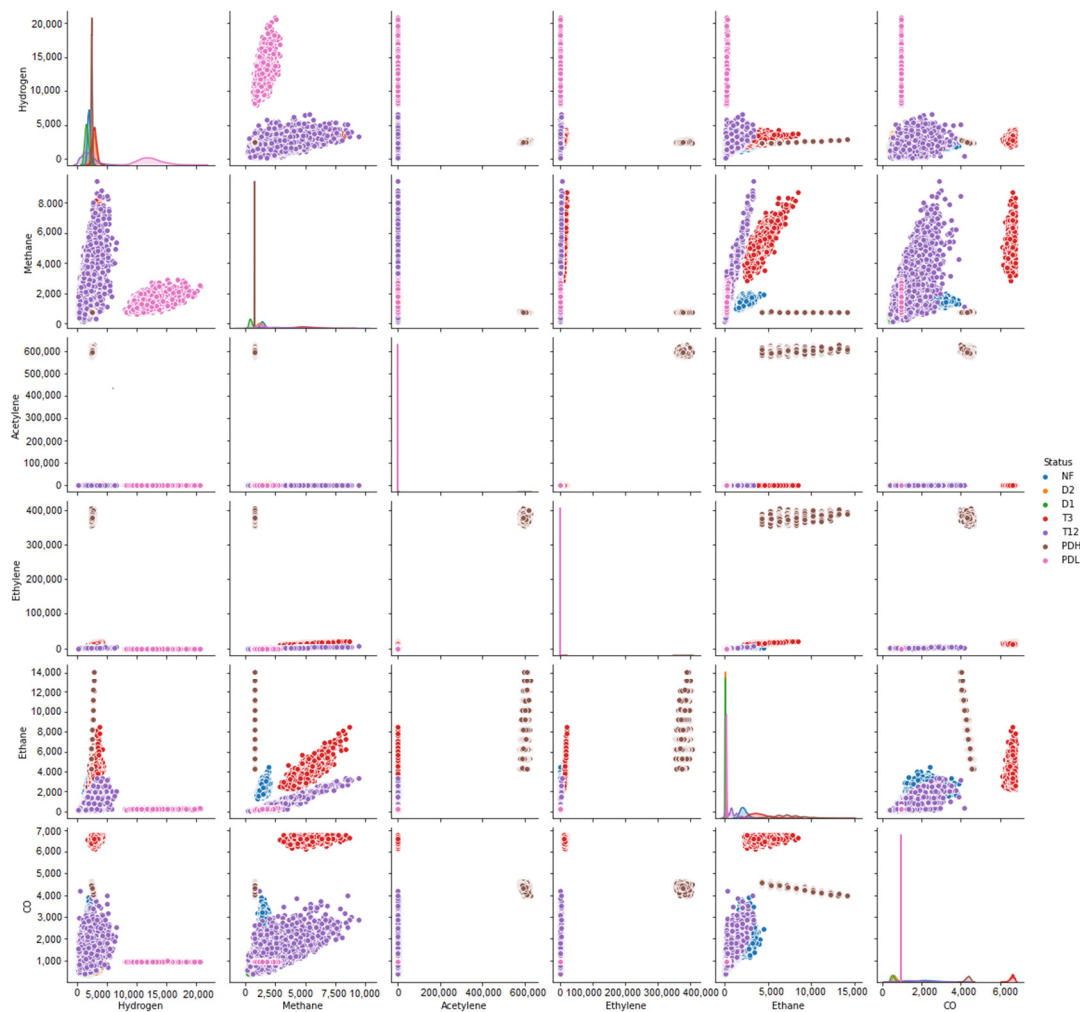 20,000
15,000
Hydrogen
10,000
5,000
0
8.000
6,000
Methane
4,000
2,000
0
600,000
500,000
400,000
Acetylene
300,000
200,000
100,000
0
400,000
300,000
Ethylene
200,000
100,000
0
14,000
12,000
10,000
Ethane
8,000
6,000
4,000
2,000
0
7,000
6,000
5,000
CO
4,000
3,000
2,000
1,000
0 5,000 10,000 15,000 20,000
Hydrogen
0 2,500 5,000 7,500 10,000
Methane
0 200,000 400,000 600,000
Acetylene
0 100,000 200,000 300,000 400,000
Ethylene
0 5,000 10,000 15,000
Ethane
0 2,000 4,000 6,000
CO
Status
NF
D2
D1
T3
T12
PDH
PDL